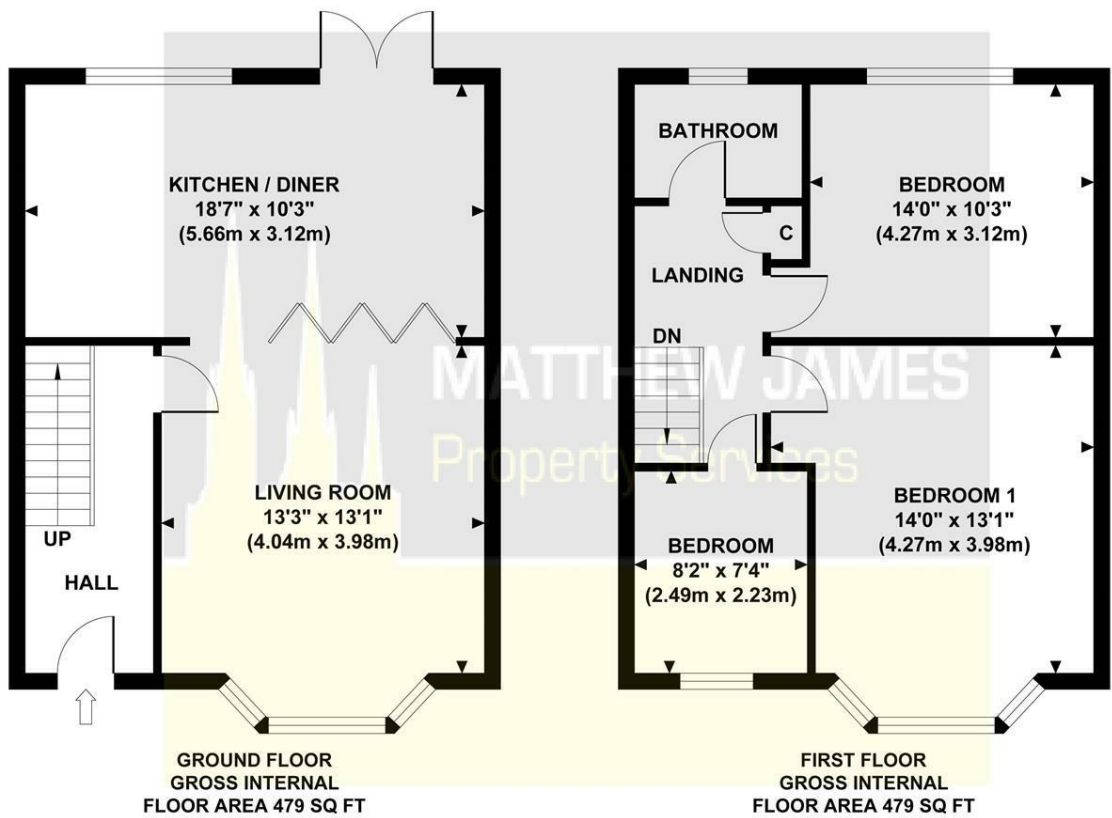 KITCHEN / DINER
18'7" x 10'3"
(5.66m x 3.12m)
UP
HALL
LIVING ROOM
13'3" x 13'1"
(4.04m x 3.98m)
GROUND FLOOR
GROSS INTERNAL
FLOOR AREA 479 SQ FT
BATHROOM
BEDROOM
14'0" x 10'3"
(4.27m x 3.12m)
C
LANDING
DN
BEDROOM 1
14'0" x 13'1"
(4.27m x 3.98m)
BEDROOM
8'2" x 7'4"
(2.49m x 2.23m)
FIRST FLOOR
GROSS INTERNAL
FLOOR AREA 479 SQ FT
MATTHEW JAMES
Property Services